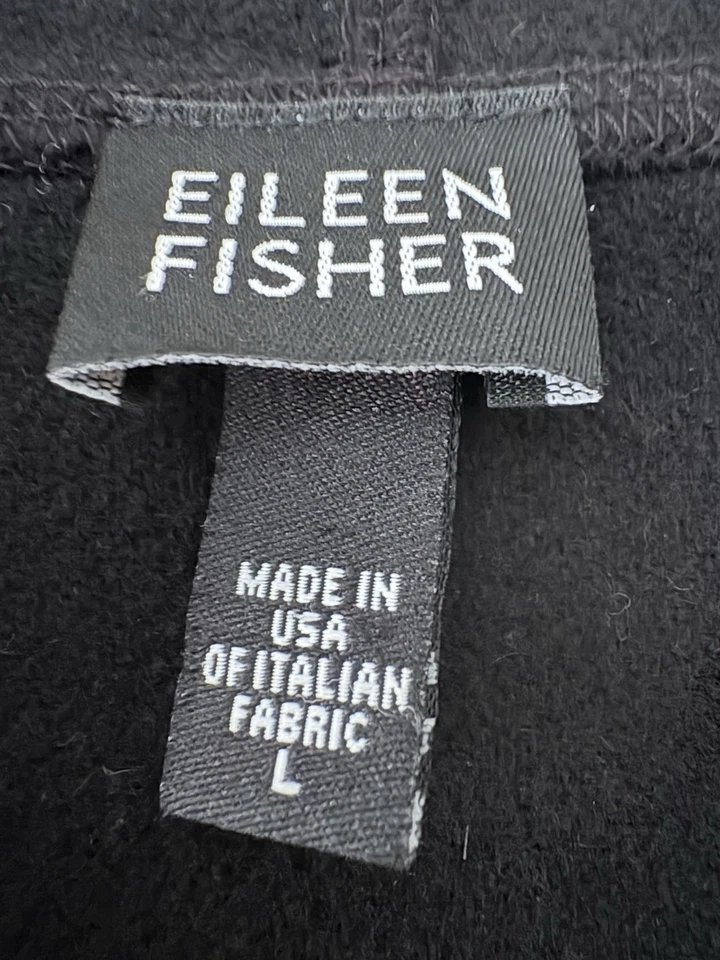 EILEEN
FISHER
MADE IN
USA
OF ITALIAN
FABRIC
L